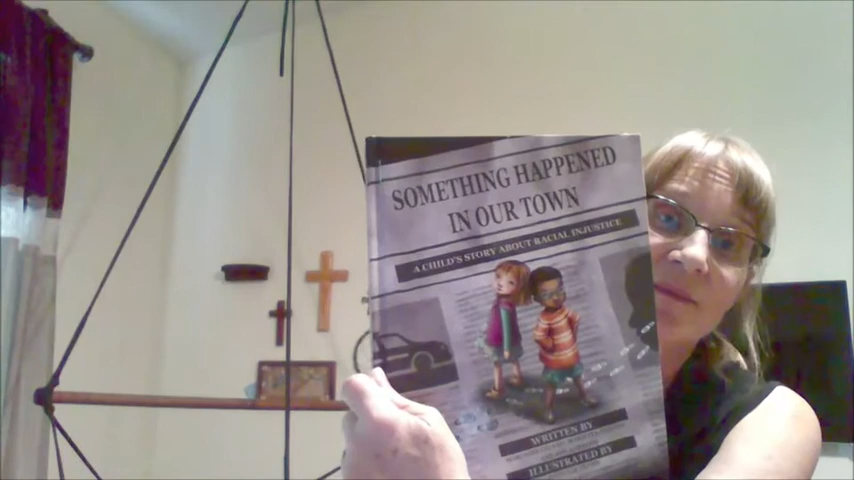 SOMETHING HAPPENED
IN OUR TOWN
A CHILD'S STORY ABOUT RACIAL INJUSTICE
WRITTEN BY
ILLUSTRATED BY